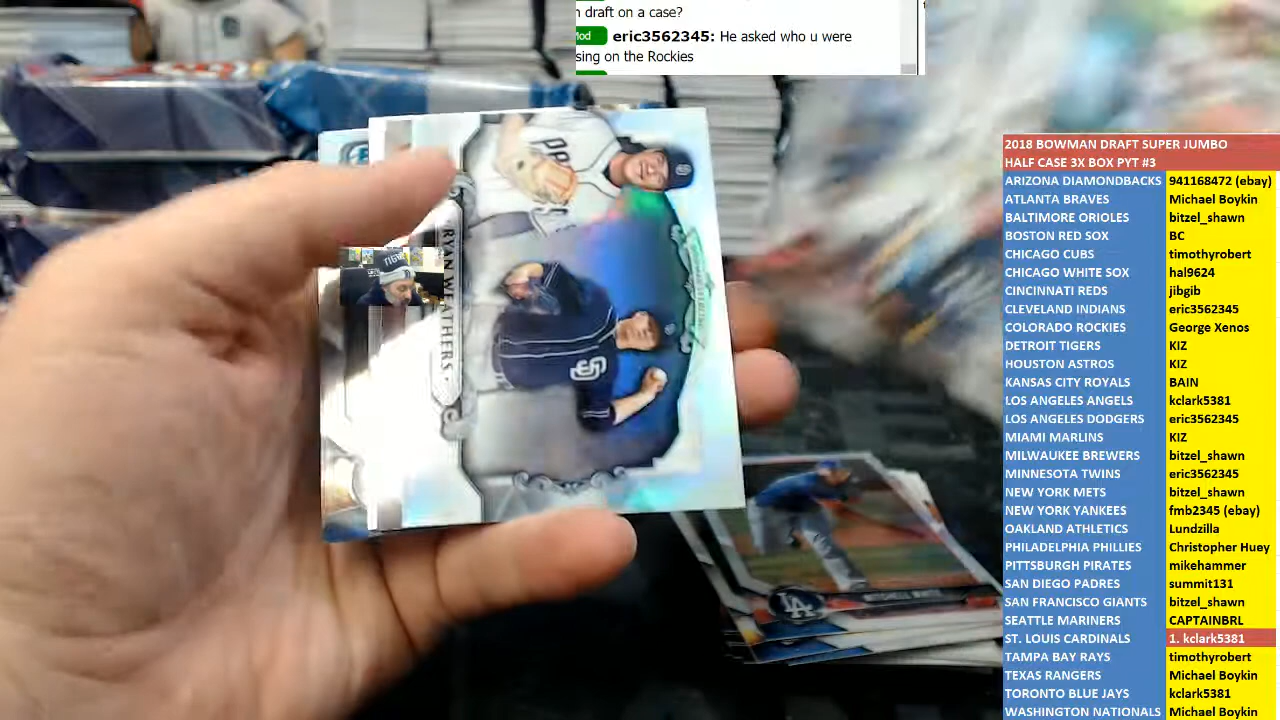 n draft on a case?
Mod eric3562345: He asked who u were
sing on the Rockies
2018 BOWMAN DRAFT SUPER JUMBO
HALF CASE 3X BOX PYT #3
ARIZONA DIAMONDBACKS 941168472 (ebay)
ATLANTA BRAVES Michael Boykin
BALTIMORE ORIOLES bitzel_shawn
BOSTON RED SOX BC
CHICAGO CUBS timothyrobert
CHICAGO WHITE SOX hal9624
CINCINNATI REDS jibgib
CLEVELAND INDIANS eric3562345
COLORADO ROCKIES George Xenos
DETROIT TIGERS KIZ
HOUSTON ASTROS KIZ
KANSAS CITY ROYALS BAIN
LOS ANGELES ANGELS kclark5381
LOS ANGELES DODGERS eric3562345
MIAMI MARLINS KIZ
MILWAUKEE BREWERS bitzel_shawn
MINNESOTA TWINS eric3562345
NEW YORK METS bitzel_shawn
NEW YORK YANKEES fmb2345 (ebay)
OAKLAND ATHLETICS Lundzilla
PHILADELPHIA PHILLIES Christopher Huey
PITTSBURGH PIRATES mikehammer
SAN DIEGO PADRES summit131
SAN FRANCISCO GIANTS bitzel_shawn
SEATTLE MARINERS CAPTAINBRL
ST. LOUIS CARDINALS 1. kclark5381
TAMPA BAY RAYS timothyrobert
TEXAS RANGERS Michael Boykin
TORONTO BLUE JAYS kclark5381
WASHINGTON NATIONALS Michael Boykin
RYAN WEATHERS
SD
MITCHELL WHITE
LA